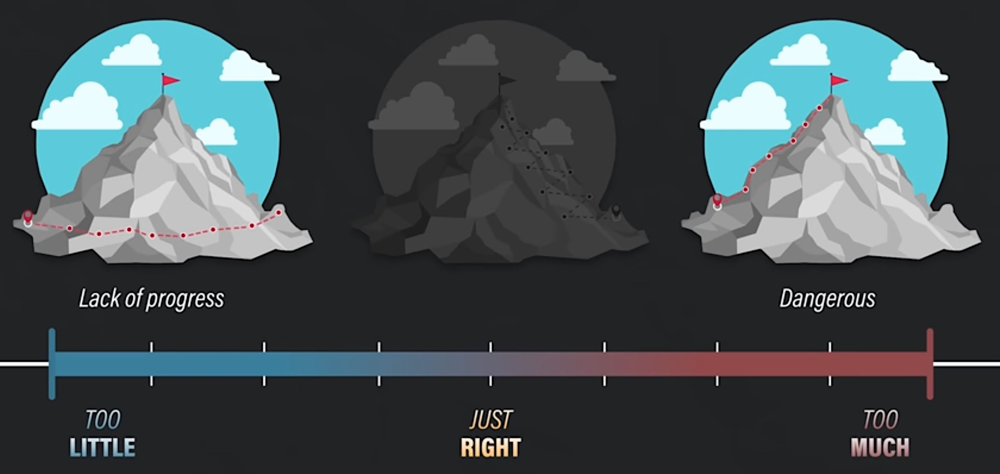 Lack of progress
Dangerous
TOO
LITTLE
JUST
RIGHT
TOO
MUCH